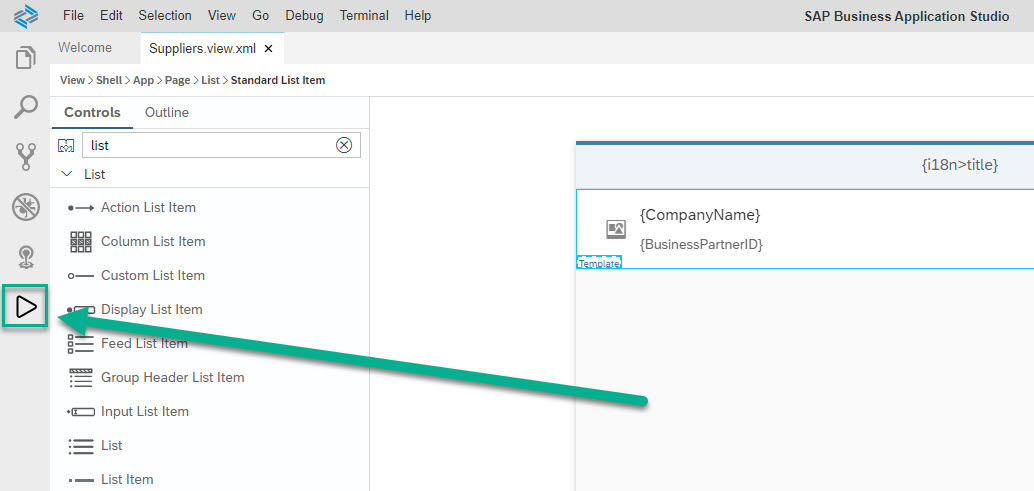 File Edit Selection View Go Debug Terminal Help SAP Business Application Studio
Welcome Suppliers.view.xml ×
View > Shell > App > Page > List > Standard List Item
Controls Outline
list
List
Action List Item
Column List Item
Custom List Item
Display List Item
Feed List Item
Group Header List Item
Input List Item
List
List Item
{i18n>title}
{CompanyName}
{BusinessPartnerID}
Template